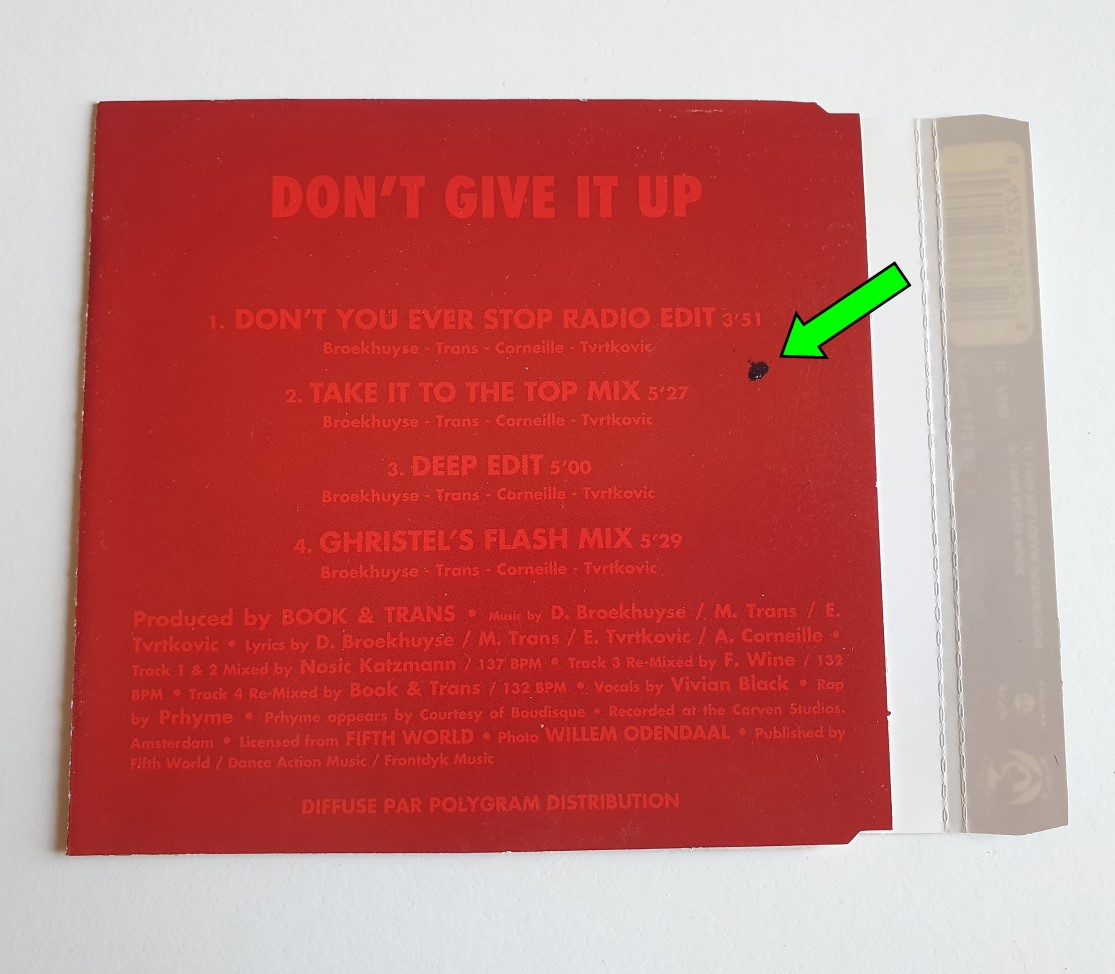 DON'T GIVE IT UP
1. DON'T YOU EVER STOP RADIO EDIT 3'51
Broekhuyse - Trans - Corneille - Tvrtkovic
2. TAKE IT TO THE TOP MIX 5'27
Broekhuyse - Trans - Corneille - Tvrtkovic
3. DEEP EDIT 5'00
Broekhuyse - Trans - Corneille - Tvrtkovic
4. GHRISTEL'S FLASH MIX 5'29
Broekhuyse - Trans - Corneille - Tvrtkovic
Produced by BOOK & TRANS • Music by D. Broekhuyse / M. Trans / E.
Tvrtkovic • Lyrics by D. Broekhuyse / M. Trans / E. Tvrtkovic / A. Corneille •
Track 1 & 2 Mixed by Nosic Katzmann / 137 BPM • Track 3 Re-Mixed by F. Wine / 132
BPM • Track 4 Re-Mixed by Book & Trans / 132 BPM • Vocals by Vivian Black • Rap
by Prhyme • Prhyme appears by Courtesy of Boudisque • Recorded at the Carven Studios.
Amsterdam • Licensed from FIFTH WORLD • Photo WILLEM ODENDAAL • Published by
Fifth World / Dance Action Music / Frontdyk Music
DIFFUSE PAR POLYGRAM DISTRIBUTION